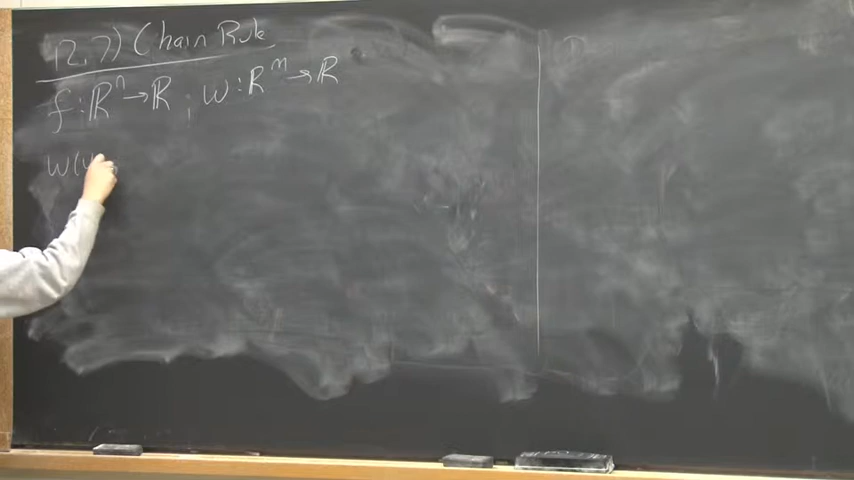 12.7) Chain Rule
f: ℝⁿ→ℝ ; w: ℝᵐ→ℝ
w(